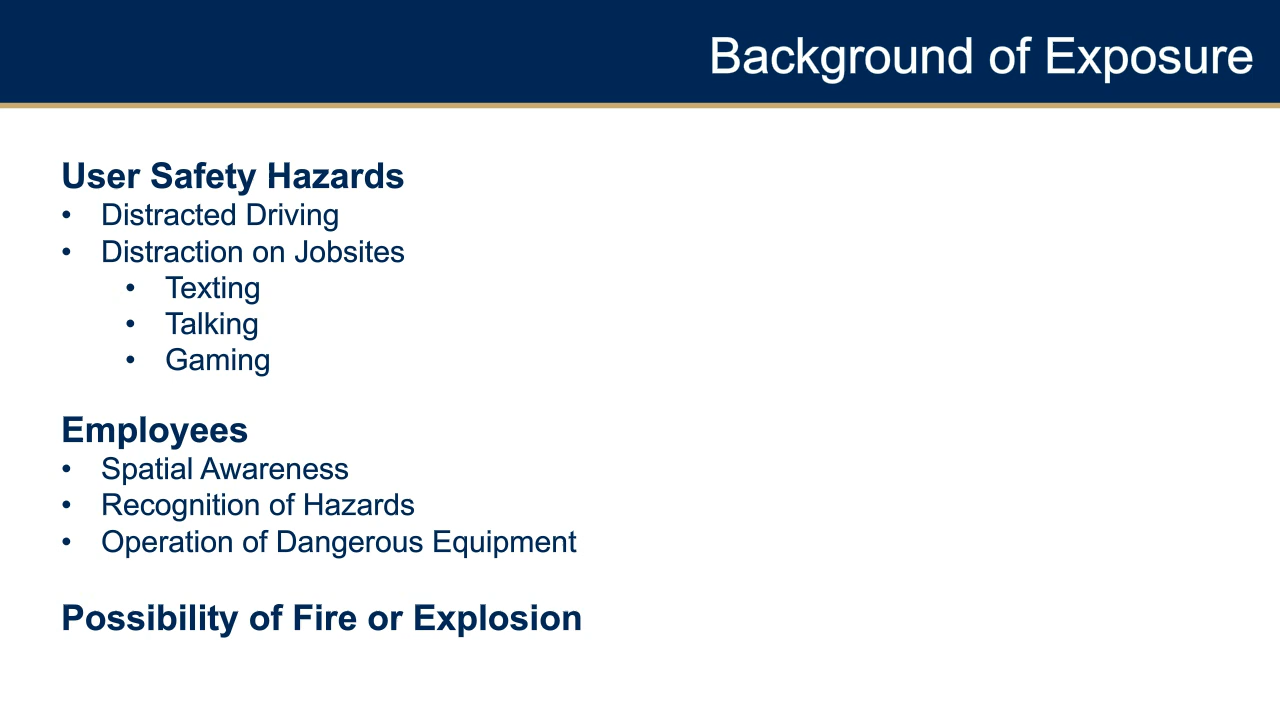 Background of Exposure
User Safety Hazards
• Distracted Driving
• Distraction on Jobsites
• Texting
• Talking
• Gaming
Employees
• Spatial Awareness
• Recognition of Hazards
• Operation of Dangerous Equipment
Possibility of Fire or Explosion